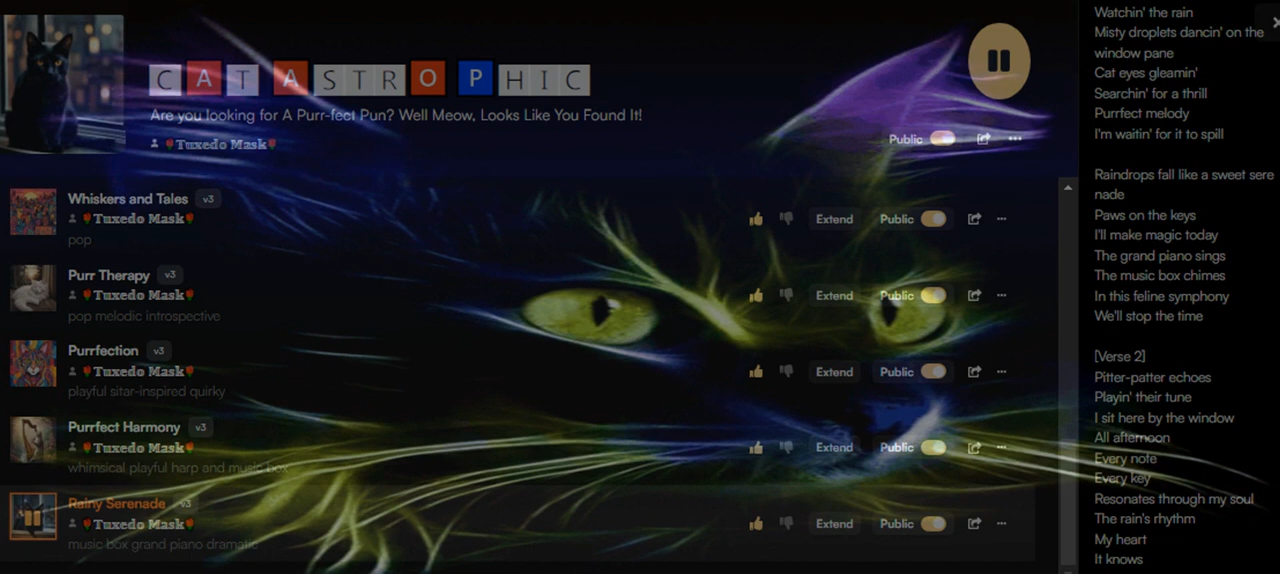 CATASTROPHIC
Are you looking for A Purr-fect Pun? Well Meow, Looks Like You Found It!
🌹Tuxedo Mask🌹
Public
Whiskers and Tales v3
🌹Tuxedo Mask🌹
pop
Extend Public
Purr Therapy v3
🌹Tuxedo Mask🌹
pop melodic introspective
Extend Public
Purrfection v3
🌹Tuxedo Mask🌹
playful sitar-inspired quirky
Extend Public
Purrfect Harmony v3
🌹Tuxedo Mask🌹
whimsical playful harp and music box
Extend Public
Rainy Serenade v3
🌹Tuxedo Mask🌹
music box grand piano dramatic
Extend Public
Watchin' the rain
Misty droplets dancin' on the
window pane
Cat eyes gleamin'
Searchin' for a thrill
Purrfect melody
I'm waitin' for it to spill
Raindrops fall like a sweet sere
nade
Paws on the keys
I'll make magic today
The grand piano sings
The music box chimes
In this feline symphony
We'll stop the time
[Verse 2]
Pitter-patter echoes
Playin' their tune
I sit here by the window
All afternoon
Every note
Every key
Resonates through my soul
The rain's rhythm
My heart
It knows